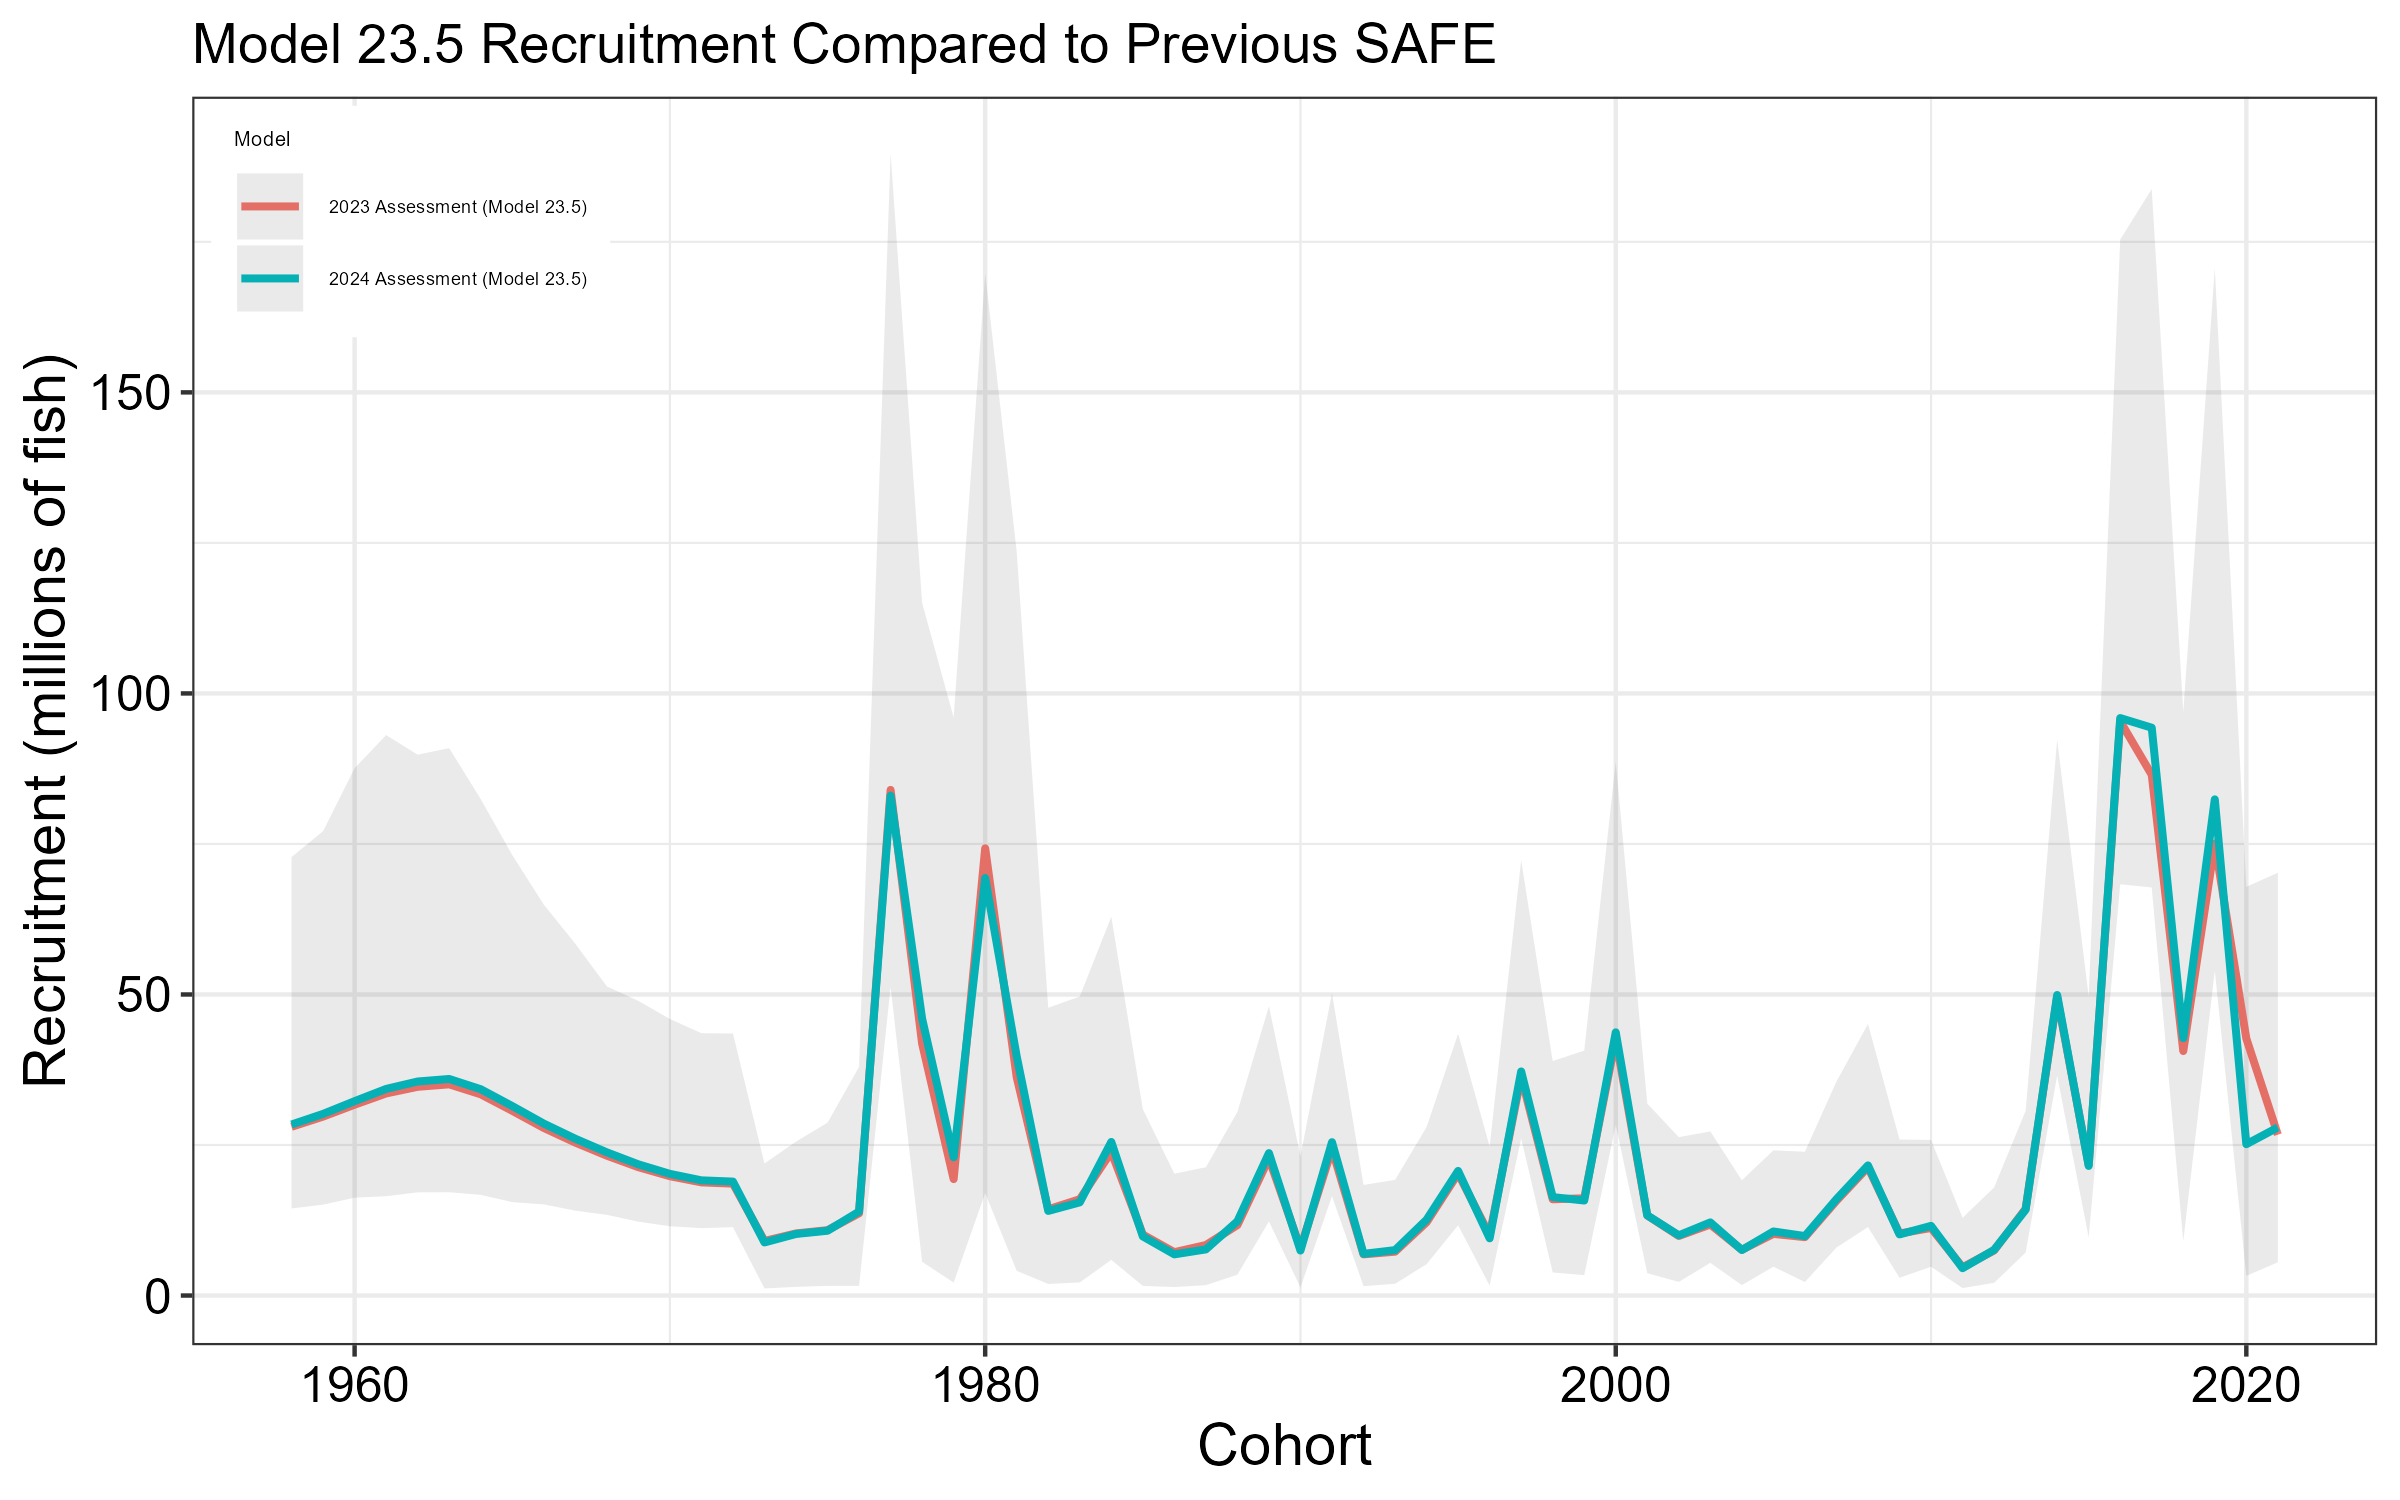 Model 23.5 Recruitment Compared to Previous SAFE
Model
2023 Assessment (Model 23.5)
2024 Assessment (Model 23.5)
Recruitment (millions of fish)
150
100
50
0
1960
1980
2000
2020
Cohort